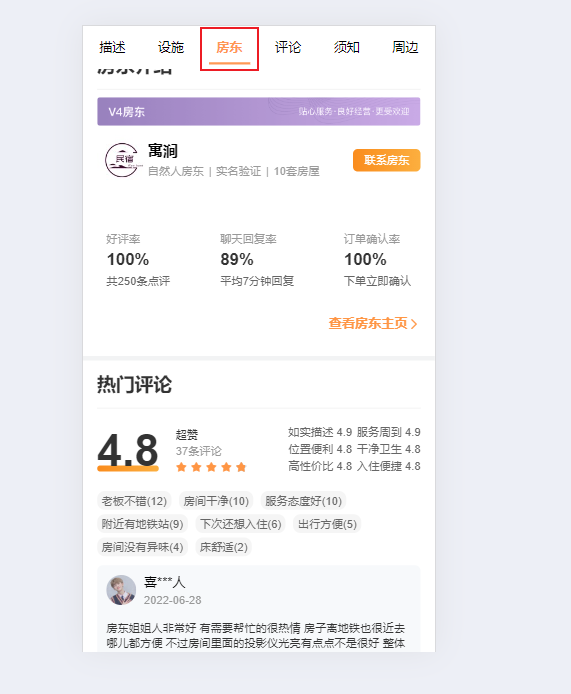 描述 设施 房东 评论 须知 周边
房东介绍
V4房东 贴心服务·良好经营·更受欢迎
民宿
寓涧
自然人房东 | 实名验证 | 10套房屋
联系房东
好评率 聊天回复率 订单确认率
100% 89% 100%
共250条点评 平均7分钟回复 下单立即确认
查看房东主页
热门评论
4.8
超赞
37条评论
如实描述 4.9 服务周到 4.9
位置便利 4.8 干净卫生 4.8
高性价比 4.8 入住便捷 4.8
老板不错(12) 房间干净(10) 服务态度好(10)
附近有地铁站(9) 下次还想入住(6) 出行方便(5)
房间没有异味(4) 床舒适(2)
喜***人
2022-06-28
房东姐姐人非常好 有需要帮忙的很热情 房子离地铁也很近去
哪儿都方便 不过房间里面的投影仪光亮有点点不是很好 整体